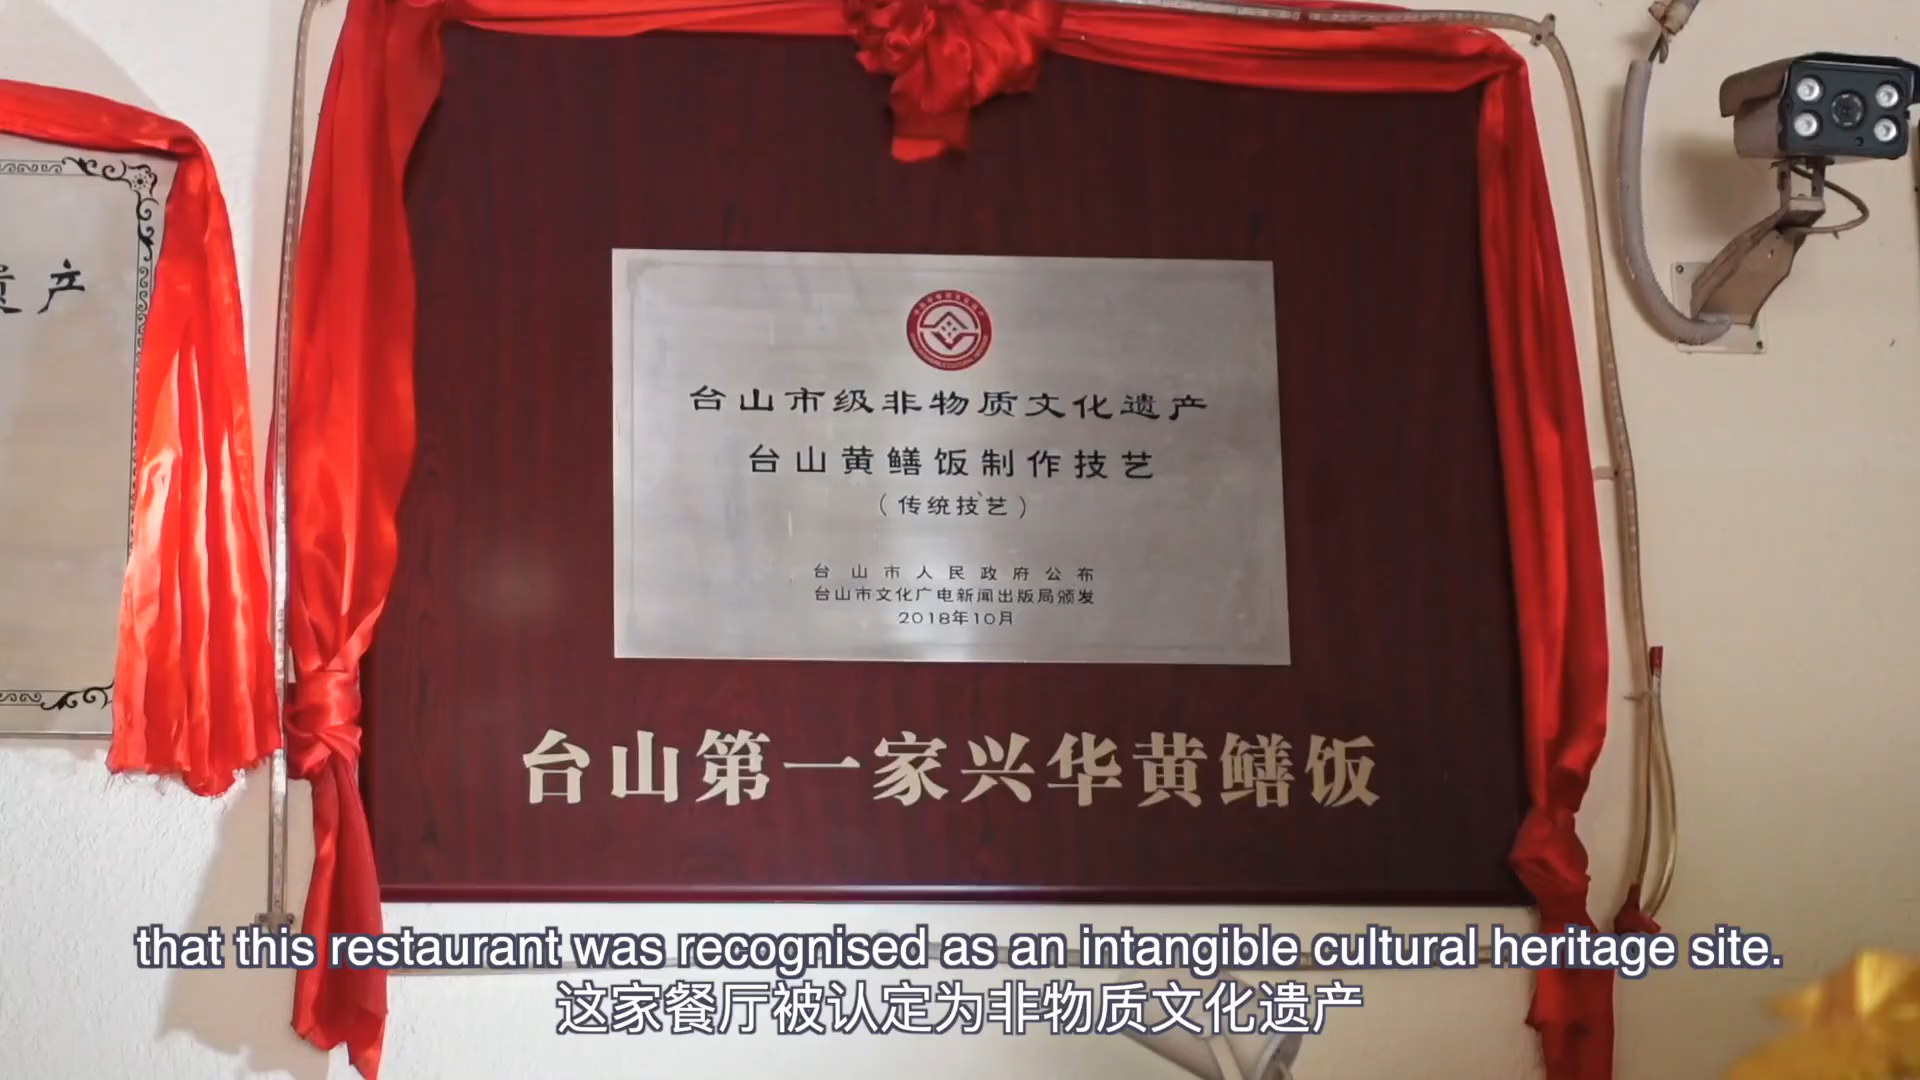 产
台山市级非物质文化遗产
台山黄鳝饭制作技艺
（传统技艺）
台山市人民政府公布
台山市文化广电新闻出版局颁发
2018年10月
台山第一家兴华黄鳝饭
that this restaurant was recognised as an intangible cultural heritage site.
这家餐厅被认定为非物质文化遗产